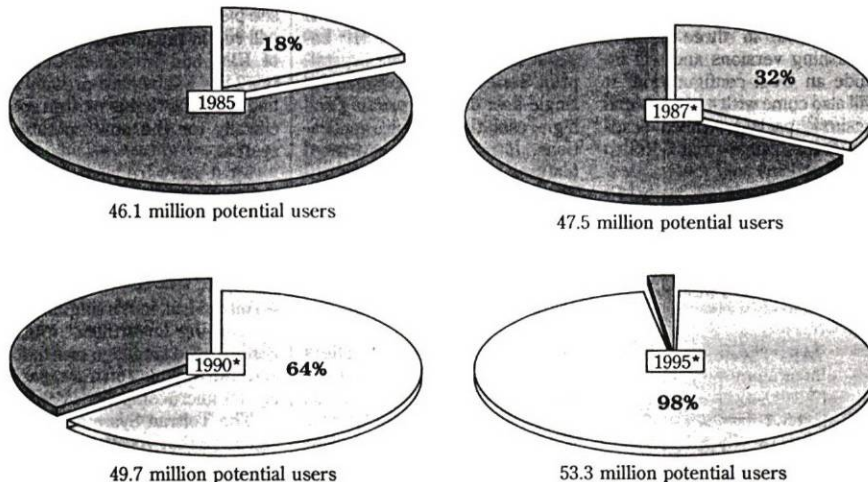 18%
1985
46.1 million potential users
32%
1987*
47.5 million potential users
1990*
64%
49.7 million potential users
1995*
98%
53.3 million potential users